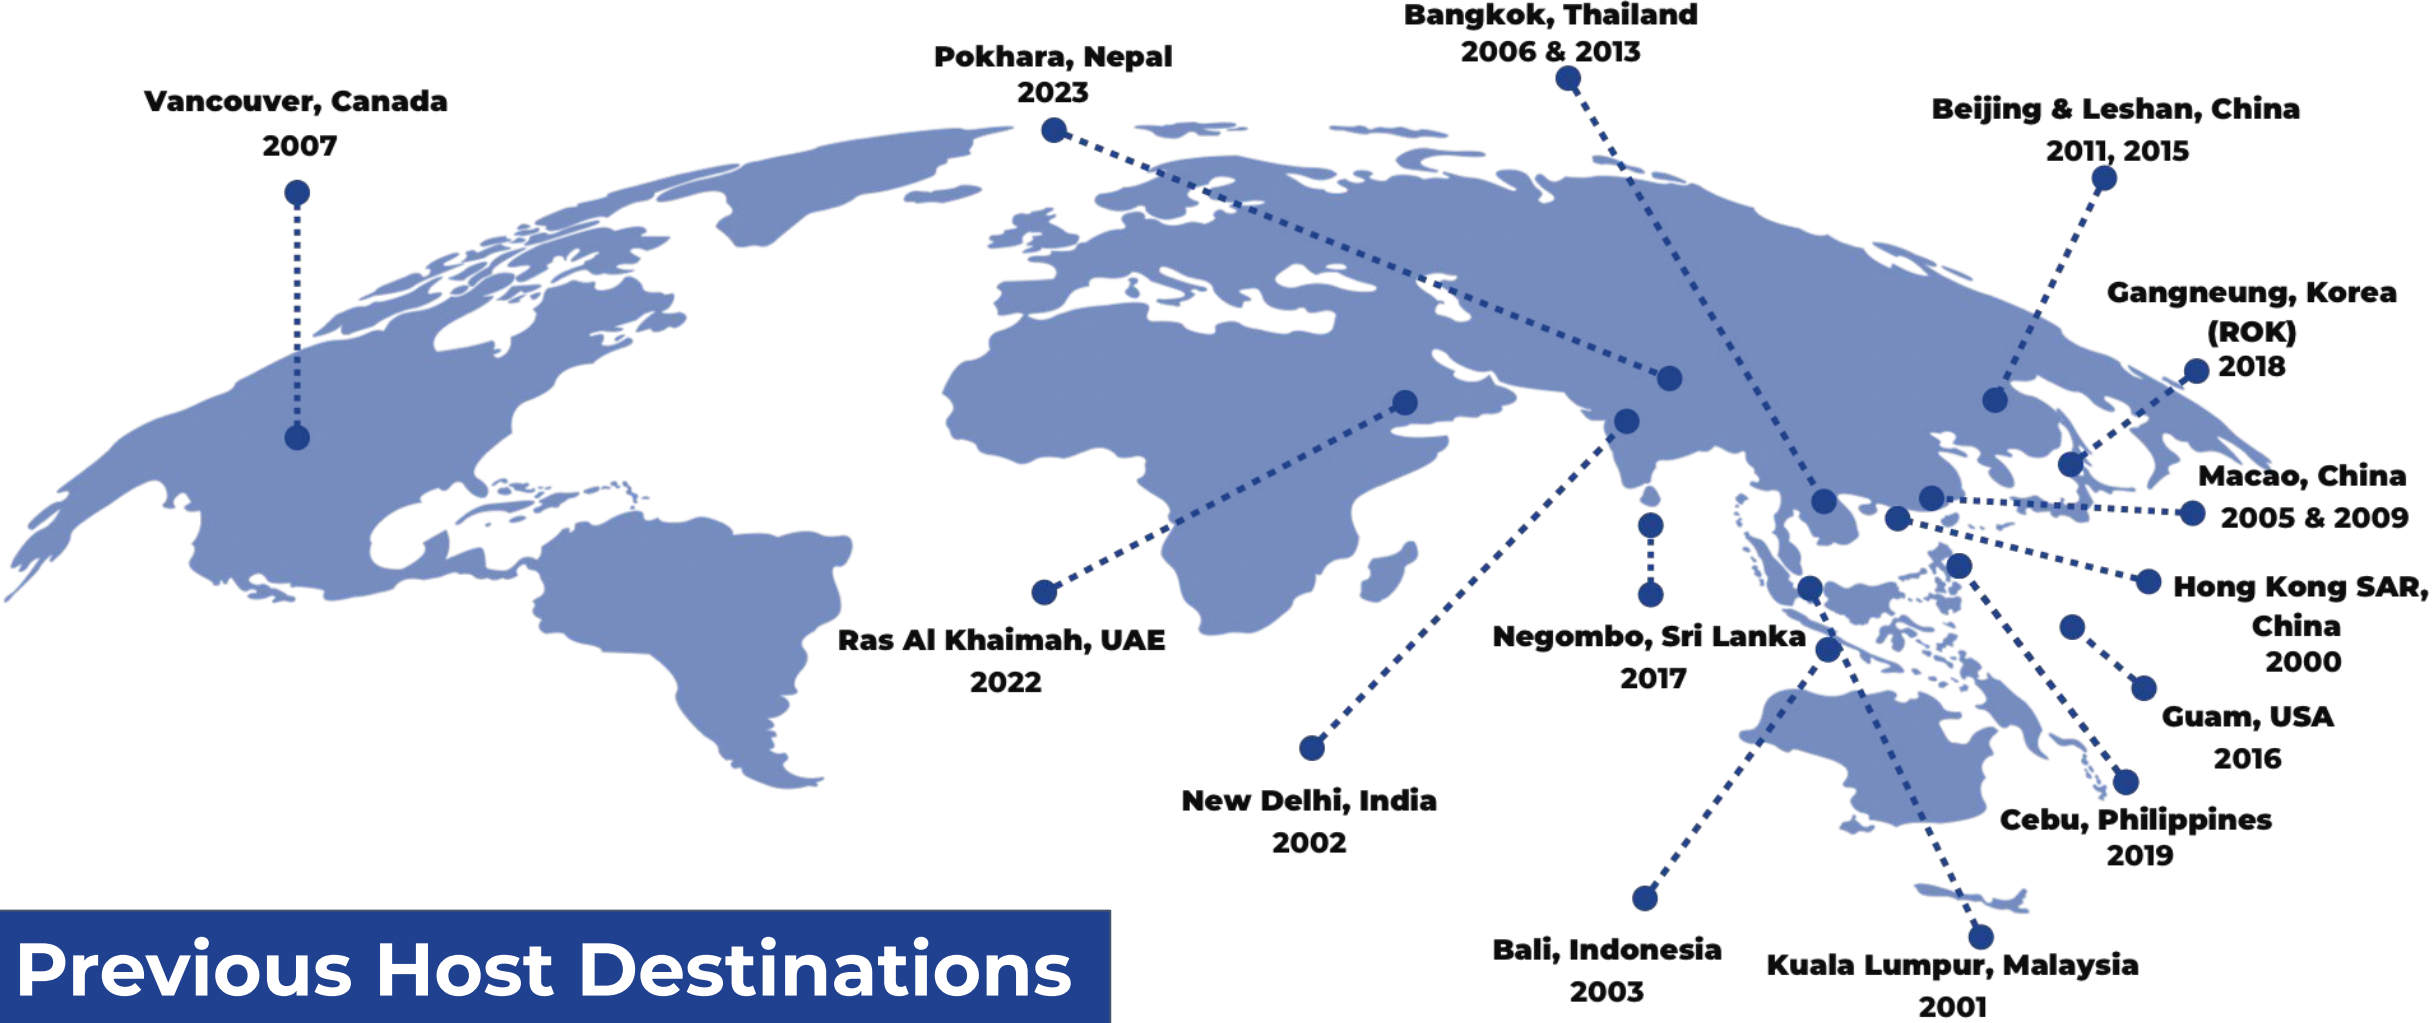 Bangkok, Thailand
2006 & 2013
Pokhara, Nepal
2023
Vancouver, Canada
2007
Beijing & Leshan, China
2011, 2015
Gangneung, Korea
(ROK)
2018
Macao, China
2005 & 2009
Hong Kong SAR,
China
2000
Guam, USA
2016
Cebu, Philippines
2019
Ras Al Khaimah, UAE
2022
Negombo, Sri Lanka
2017
New Delhi, India
2002
Bali, Indonesia
2003
Kuala Lumpur, Malaysia
2001
Previous Host Destinations